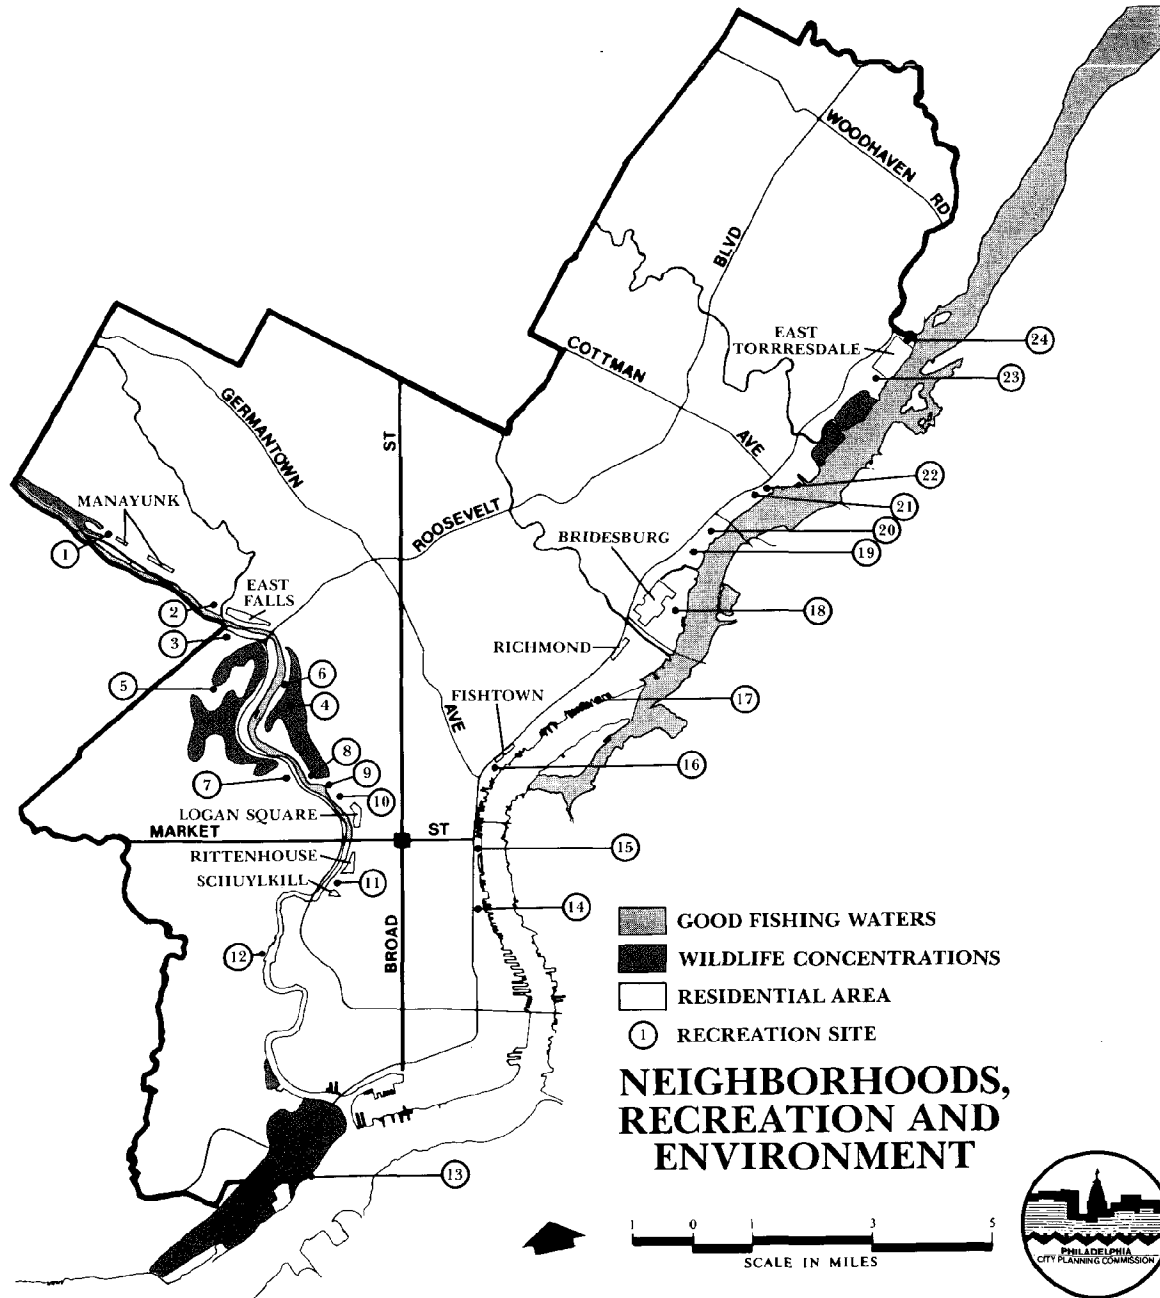 WOODHAVEN
RD
BLVD
EAST
TORRRESDALE
24
COTTMAN
23
GERMANTOWN
ST
AVE
22
MANAYUNK
21
ROOSEVELT
20
1
BRIDESBURG
19
EAST
FALLS
2
18
3
RICHMOND
6
5
FISHTOWN
4
17
AVE
8
16
7
9
10
LOGAN SQUARE
MARKET
ST
15
RITTENHOUSE
SCHUYLKILL
11
14
BROAD
12
GOOD FISHING WATERS
WILDLIFE CONCENTRATIONS
RESIDENTIAL AREA
1 RECREATION SITE
NEIGHBORHOODS,
RECREATION AND
ENVIRONMENT
13
1 0 1 3 5
SCALE IN MILES
PHILADELPHIA
CITY PLANNING COMMISSION